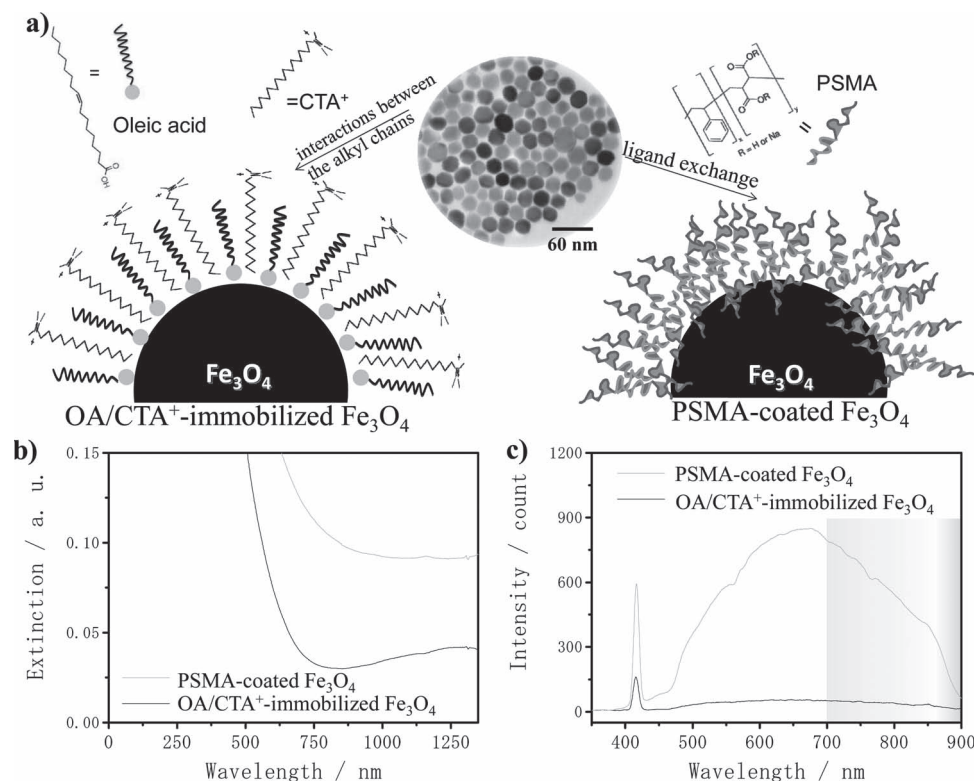 a)
=
Oleic acid
OH
O
=CTA⁺
interactions between
the alkyl chains
60 nm
ligand exchange
OR
O
O
OR
x
y
R = H or Na
=
PSMA
Fe₃O₄
OA/CTA⁺-immobilized Fe₃O₄
Fe₃O₄
PSMA-coated Fe₃O₄
b)
0.15
0.10
0.05
0.00
Extinction / a. u.
PSMA-coated Fe₃O₄
OA/CTA⁺-immobilized Fe₃O₄
0 250 500 750 1000 1250
Wavelength / nm
c)
1200
900
600
300
0
Intensity / count
PSMA-coated Fe₃O₄
OA/CTA⁺-immobilized Fe₃O₄
400 500 600 700 800 900
Wavelength / nm